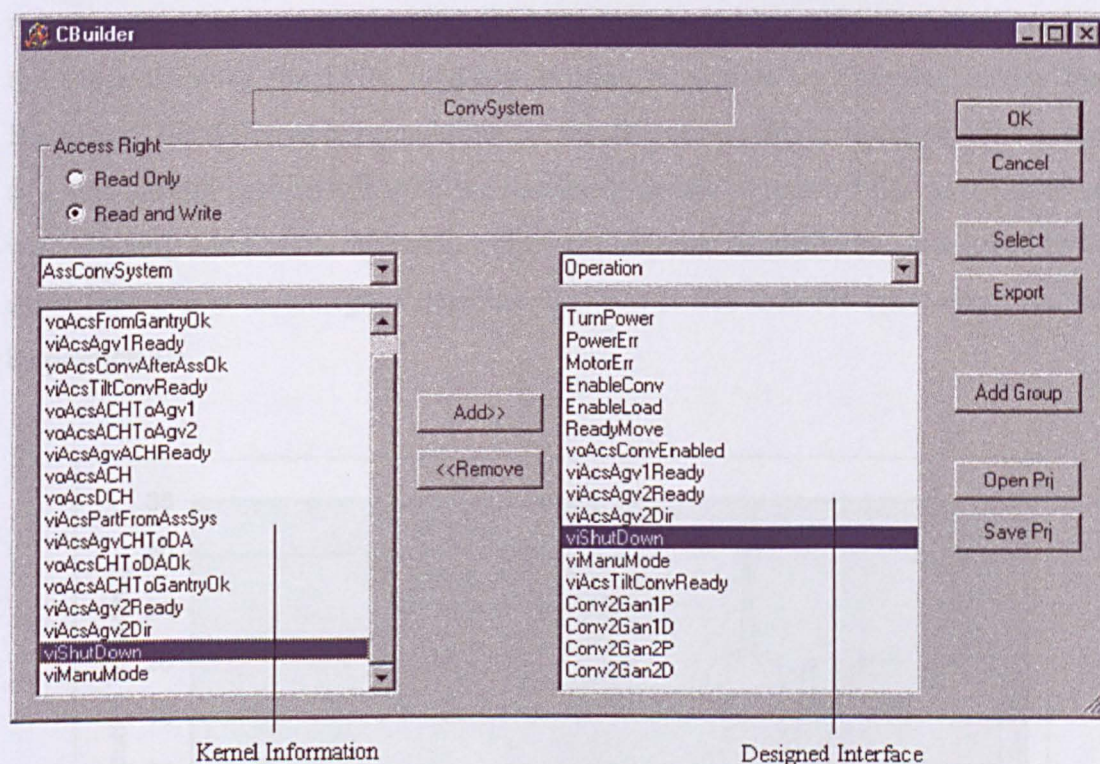 CBuilder
ConvSystem
Access Right
Read Only
Read and Write
OK
Cancel
Select
Export
Add Group
Open Prj
Save Prj
AssConvSystem
voAcsFromGantryOk
viAcsAgv1Ready
voAcsConvAfterAssOk
viAcsTiltConvReady
voAcsACHToAgv1
voAcsACHToAgv2
viAcsAgvACHReady
voAcsACH
voAcsDCH
viAcsPartFromAssSys
viAcsAgvCHToDA
voAcsCHToDAOk
voAcsACHToGantryOk
viAcsAgv2Ready
viAcsAgv2Dir
viShutDown
viManuMode
Add>>
<<Remove
Operation
TurnPower
PowerErr
MotorErr
EnableConv
EnableLoad
ReadyMove
voAcsConvEnabled
viAcsAgv1Ready
viAcsAgv2Ready
viAcsAgv2Dir
viShutDown
viManuMode
viAcsTiltConvReady
Conv2Gan1P
Conv2Gan1D
Conv2Gan2P
Conv2Gan2D
Kernel Information
Designed Interface